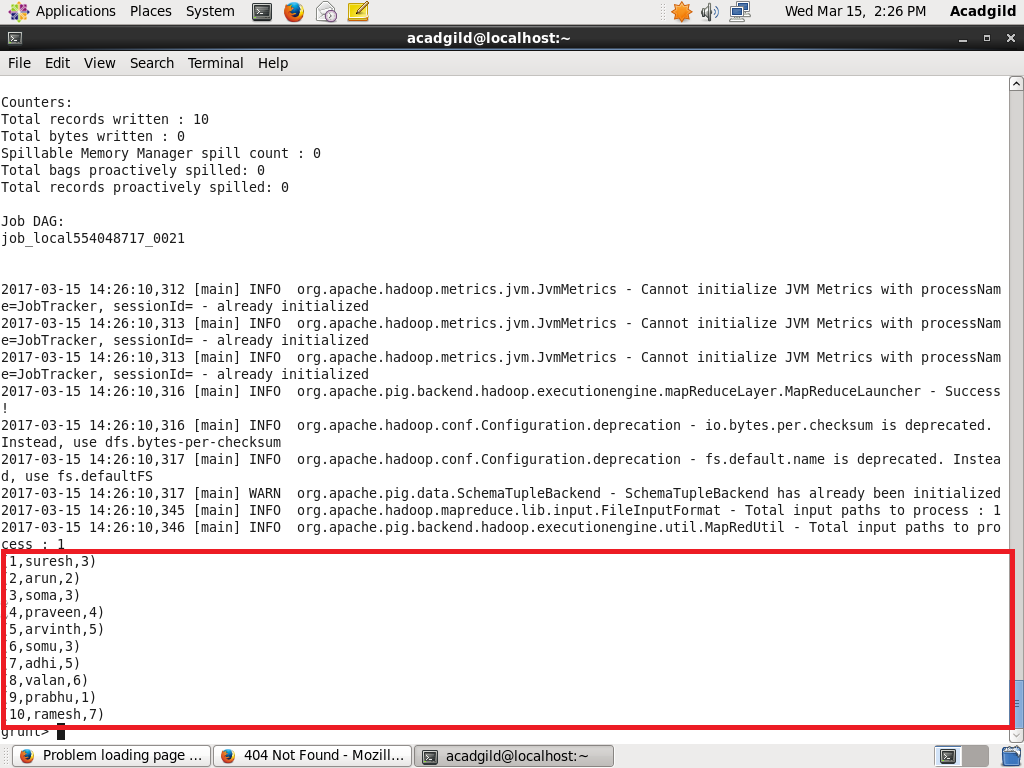 Applications Places System Wed Mar 15, 2:26 PM Acadgild
acadgild@localhost:~
File Edit View Search Terminal Help
Counters:
Total records written : 10
Total bytes written : 0
Spillable Memory Manager spill count : 0
Total bags proactively spilled: 0
Total records proactively spilled: 0
Job DAG:
job_local554048717_0021
2017-03-15 14:26:10,312 [main] INFO  org.apache.hadoop.metrics.jvm.JvmMetrics - Cannot initialize JVM Metrics with processNam
e=JobTracker, sessionId= - already initialized
2017-03-15 14:26:10,313 [main] INFO  org.apache.hadoop.metrics.jvm.JvmMetrics - Cannot initialize JVM Metrics with processNam
e=JobTracker, sessionId= - already initialized
2017-03-15 14:26:10,313 [main] INFO  org.apache.hadoop.metrics.jvm.JvmMetrics - Cannot initialize JVM Metrics with processNam
e=JobTracker, sessionId= - already initialized
2017-03-15 14:26:10,316 [main] INFO  org.apache.pig.backend.hadoop.executionengine.mapReduceLayer.MapReduceLauncher - Success
!
2017-03-15 14:26:10,316 [main] INFO  org.apache.hadoop.conf.Configuration.deprecation - io.bytes.per.checksum is deprecated.
Instead, use dfs.bytes-per-checksum
2017-03-15 14:26:10,317 [main] INFO  org.apache.hadoop.conf.Configuration.deprecation - fs.default.name is deprecated. Instea
d, use fs.defaultFS
2017-03-15 14:26:10,317 [main] WARN  org.apache.pig.data.SchemaTupleBackend - SchemaTupleBackend has already been initialized
2017-03-15 14:26:10,345 [main] INFO  org.apache.hadoop.mapreduce.lib.input.FileInputFormat - Total input paths to process : 1
2017-03-15 14:26:10,346 [main] INFO  org.apache.pig.backend.hadoop.executionengine.util.MapRedUtil - Total input paths to pro
cess : 1
(1,suresh,3)
(2,arun,2)
(3,soma,3)
(4,praveen,4)
(5,arvinth,5)
(6,somu,3)
(7,adhi,5)
(8,valan,6)
(9,prabhu,1)
(10,ramesh,7)
grunt>
Problem loading page ... 404 Not Found - Mozill... acadgild@localhost:~